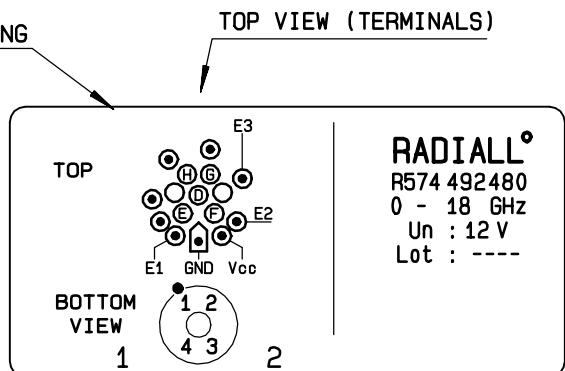 NG
TOP VIEW (TERMINALS)
E3
TOP
H G
D
E F
E2
E1 GND Vcc
RADIALL°
R574 492480
0 - 18 GHz
Un : 12 V
Lot : ----
BOTTOM
VIEW
1 2
4 3
1 2